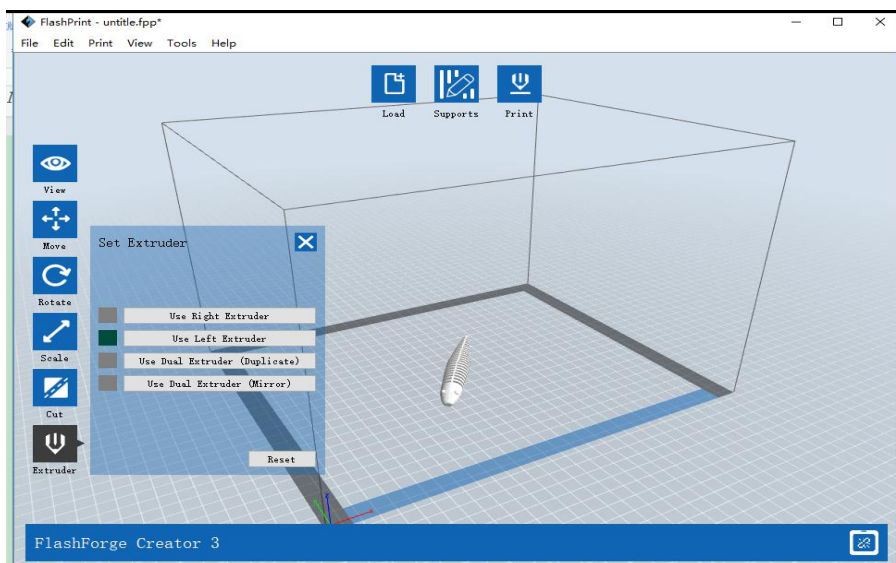 FlashPrint - untitle.fpp*
File Edit Print View Tools Help
Load Supports Print
View
Move
Rotate
Scale
Cut
Extruder
Set Extruder
Use Right Extruder
Use Left Extruder
Use Dual Extruder (Duplicate)
Use Dual Extruder (Mirror)
Reset
FlashForge Creator 3